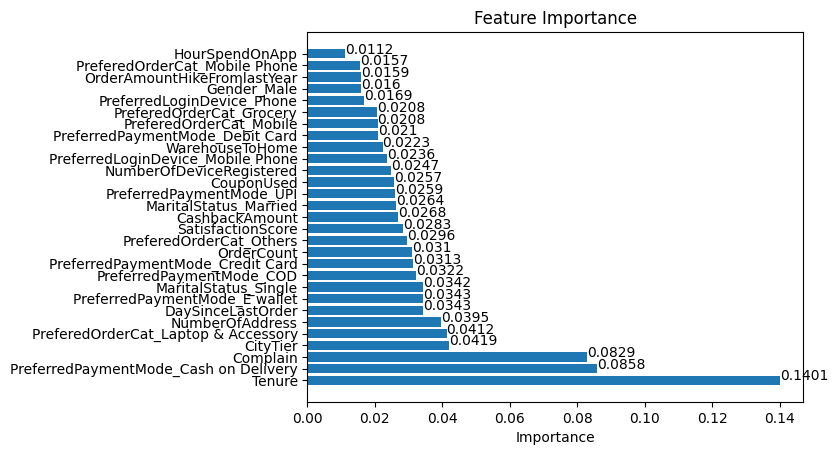 Feature Importance
HourSpendOnApp 0.0112
PreferedOrderCat_Mobile Phone 0.0157
OrderAmountHikeFromlastYear 0.0159
Gender_Male 0.016
PreferredLoginDevice_Phone 0.0169
PreferedOrderCat_Grocery 0.0208
PreferedOrderCat_Mobile 0.0208
PreferredPaymentMode_Debit Card 0.021
WarehouseToHome 0.0223
PreferredLoginDevice_Mobile Phone 0.0236
NumberOfDeviceRegistered 0.0247
CouponUsed 0.0257
PreferredPaymentMode_UPI 0.0259
MaritalStatus_Married 0.0264
CashbackAmount 0.0268
SatisfactionScore 0.0283
PreferedOrderCat_Others 0.0296
OrderCount 0.031
PreferredPaymentMode_Credit Card 0.0313
PreferredPaymentMode_COD 0.0322
MaritalStatus_Single 0.0342
PreferredPaymentMode_E wallet 0.0343
DaySinceLastOrder 0.0343
NumberOfAddress 0.0395
PreferedOrderCat_Laptop & Accessory 0.0412
CityTier 0.0419
Complain 0.0829
PreferredPaymentMode_Cash on Delivery 0.0858
Tenure 0.1401
0.00 0.02 0.04 0.06 0.08 0.10 0.12 0.14
Importance